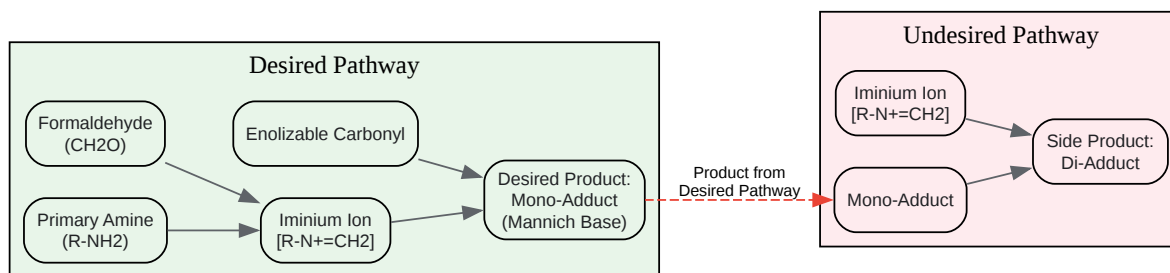 Desired Pathway
Formaldehyde
(CH2O)
Enolizable Carbonyl
Primary Amine
(R-NH2)
Iminium Ion
[R-N+=CH2]
Desired Product:
Mono-Adduct
(Mannich Base)
Product from
Desired Pathway
Undesired Pathway
Iminium Ion
[R-N+=CH2]
Mono-Adduct
Side Product:
Di-Adduct